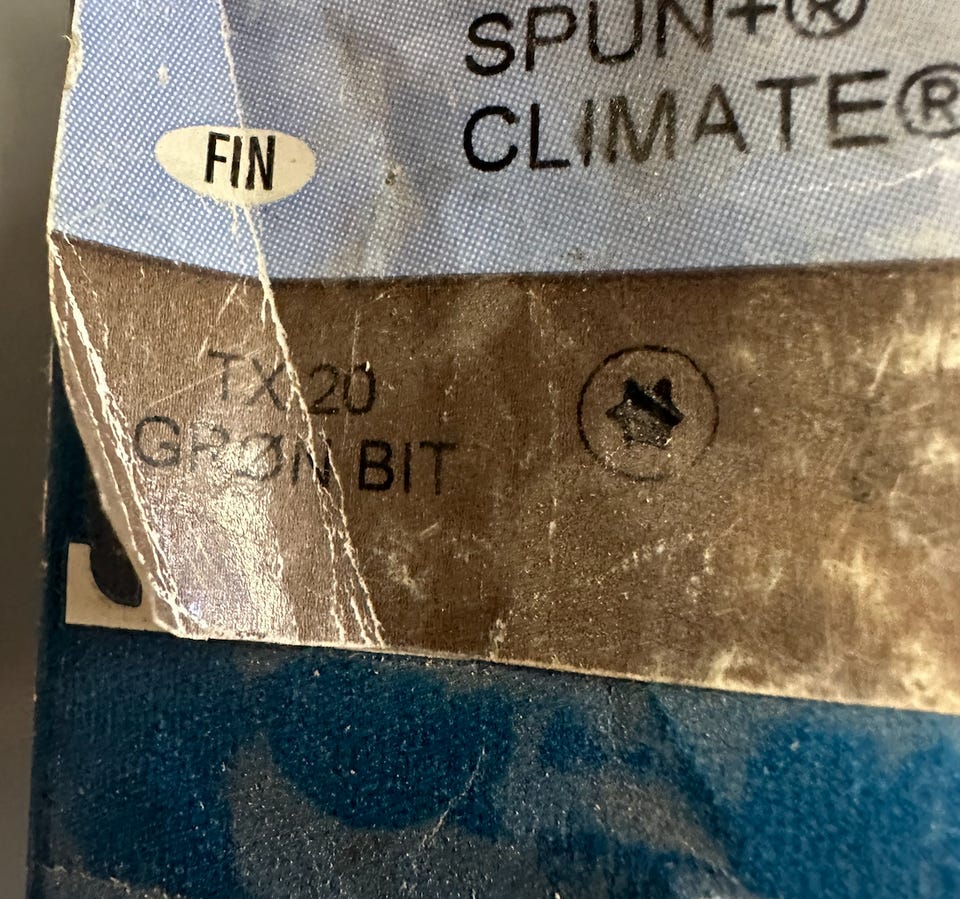 SPUN+®
CLIMATE®
FIN
TX 20
GRØN BIT